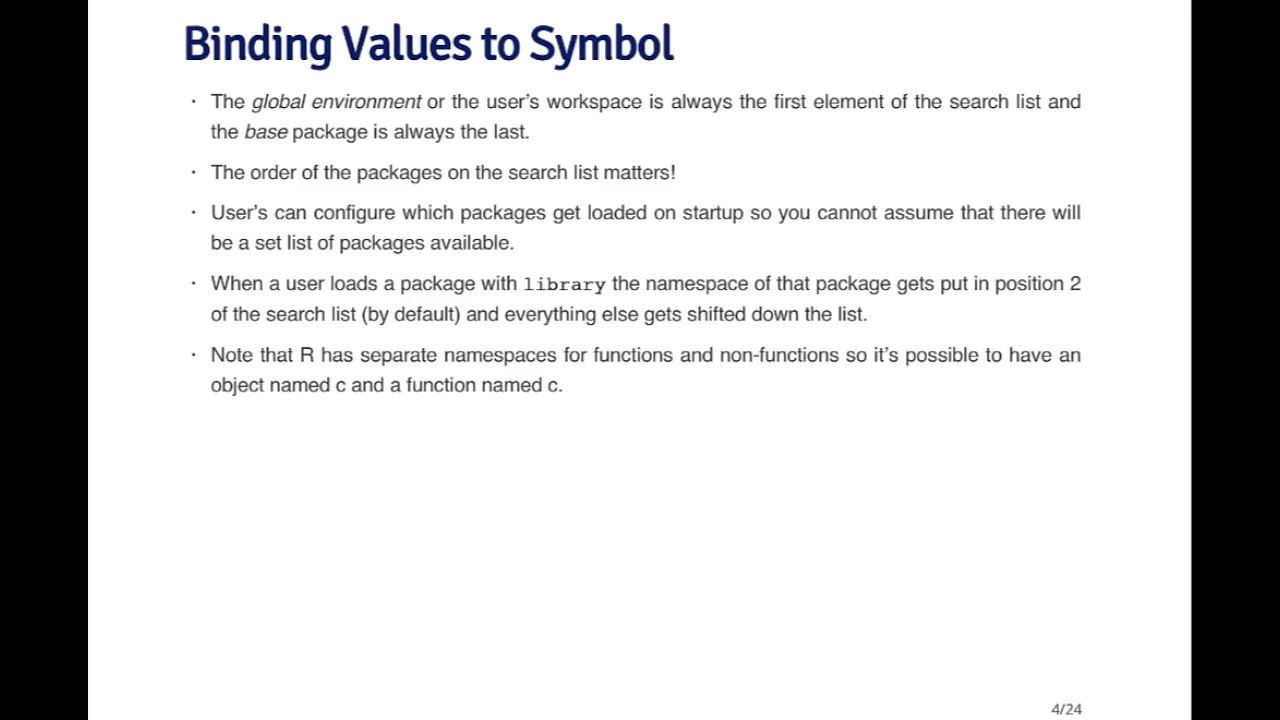 Binding Values to Symbol
· The global environment or the user's workspace is always the first element of the search list and
the base package is always the last.
· The order of the packages on the search list matters!
· User's can configure which packages get loaded on startup so you cannot assume that there will
be a set list of packages available.
· When a user loads a package with library the namespace of that package gets put in position 2
of the search list (by default) and everything else gets shifted down the list.
· Note that R has separate namespaces for functions and non-functions so it's possible to have an
object named c and a function named c.
4/24